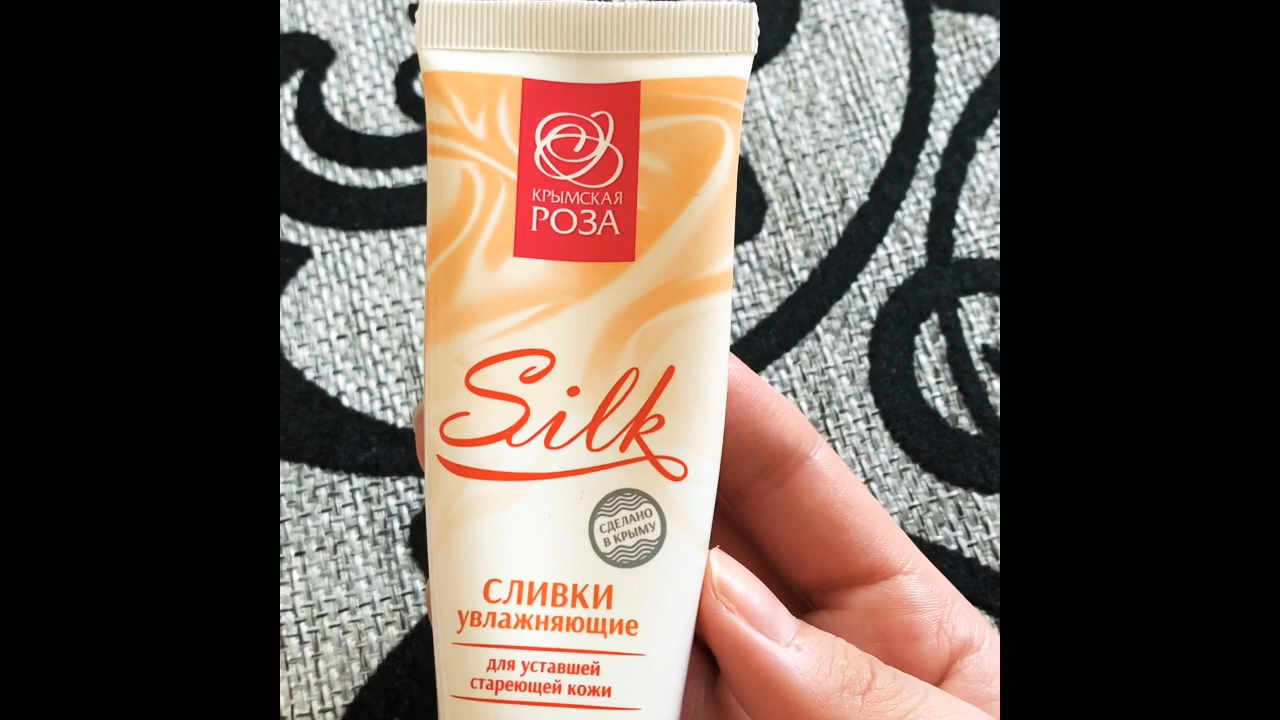 КРЫМСКАЯ
РОЗА
Silk
СДЕЛАНО
В КРЫМУ
СЛИВКИ
увлажняющие
для уставшей
стареющей кожи